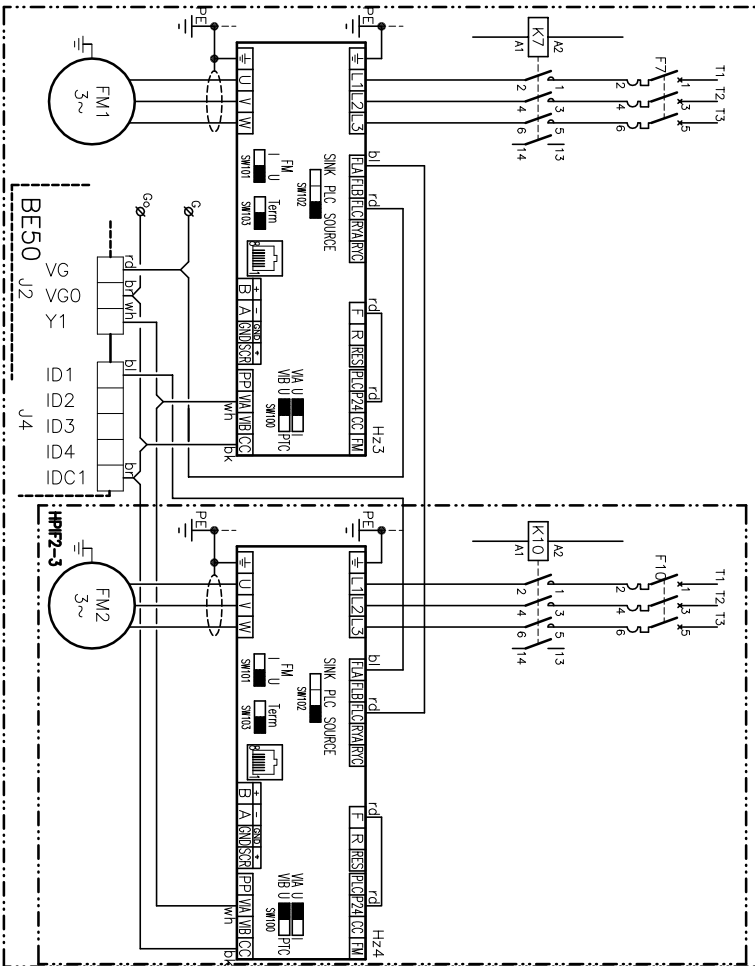 T1 T2 T3
F7
1 3 5
2 4 6
K7
A1 A2
1 3 5 13
2 4 6 14
PE PE
L1 L2 L3
U V W
FM1
3~
bl rd
FLA FLB FLC RYA RYC
SINK PLC SOURCE
SW102
FM
I U
SW101
Term
SW103
8 1
rd rd
F R RES PLC P24 CC FM
Hz3
VIA U I
VIB U PTC
SW100
+ - GND +
B A GND SCR
PP VIA VIB CC
wh bk
G
Go
BE50
J2
VG rd
VG0 br
Y1 wh
J4
ID1 bl
ID2
ID3
ID4
IDC1 br
HPIF2-3
T1 T2 T3
F10
1 3 5
2 4 6
K10
A1 A2
1 3 5 13
2 4 6 14
PE PE
L1 L2 L3
U V W
FM2
3~
bl rd
FLA FLB FLC RYA RYC
SINK PLC SOURCE
SW102
FM
I U
SW101
Term
SW103
8 1
rd rd
F R RES PLC P24 CC FM
Hz4
VIA U I
VIB U PTC
SW100
+ - GND +
B A GND SCR
PP VIA VIB CC
wh bk